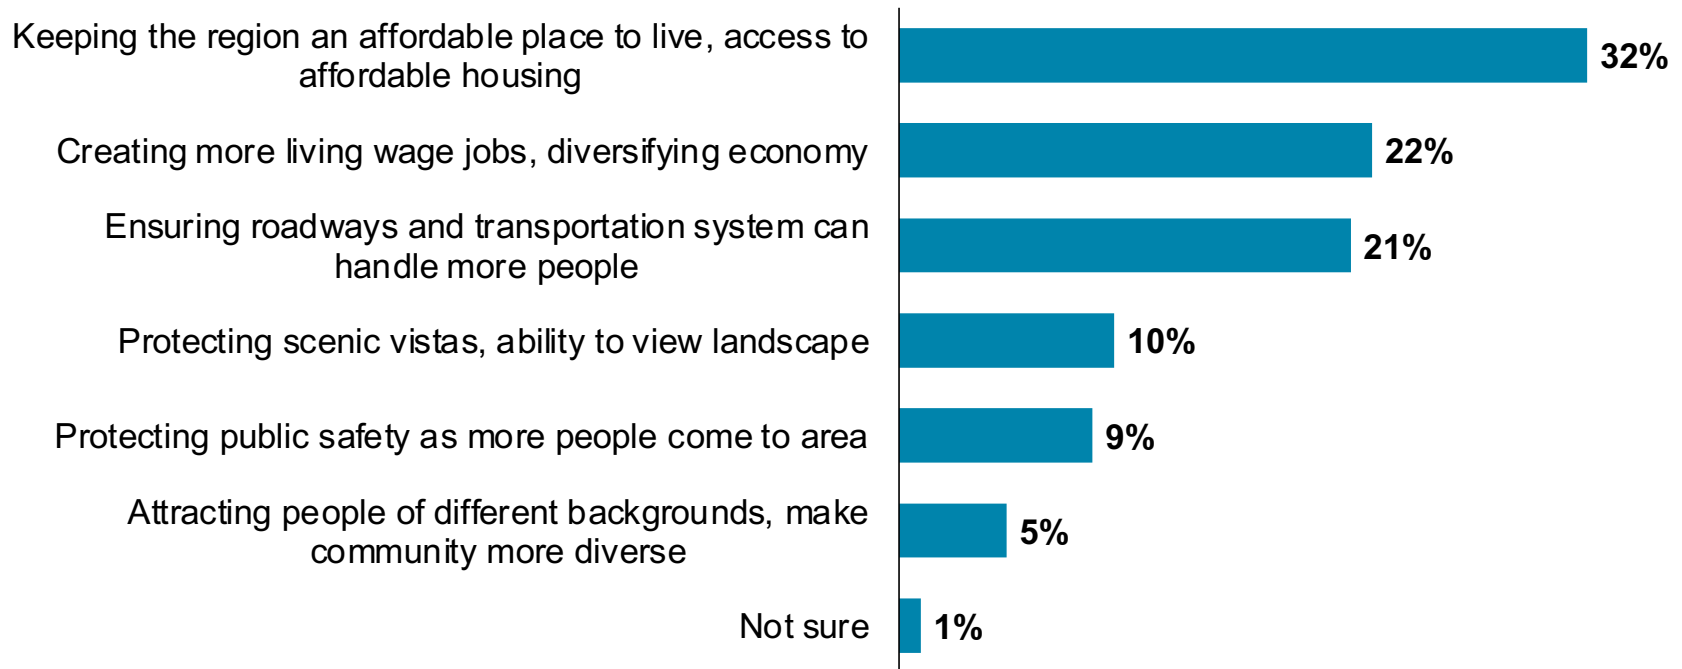 Keeping the region an affordable place to live, access to
affordable housing
32%
Creating more living wage jobs, diversifying economy
22%
Ensuring roadways and transportation system can
handle more people
21%
Protecting scenic vistas, ability to view landscape
10%
Protecting public safety as more people come to area
9%
Attracting people of different backgrounds, make
community more diverse
5%
Not sure
1%